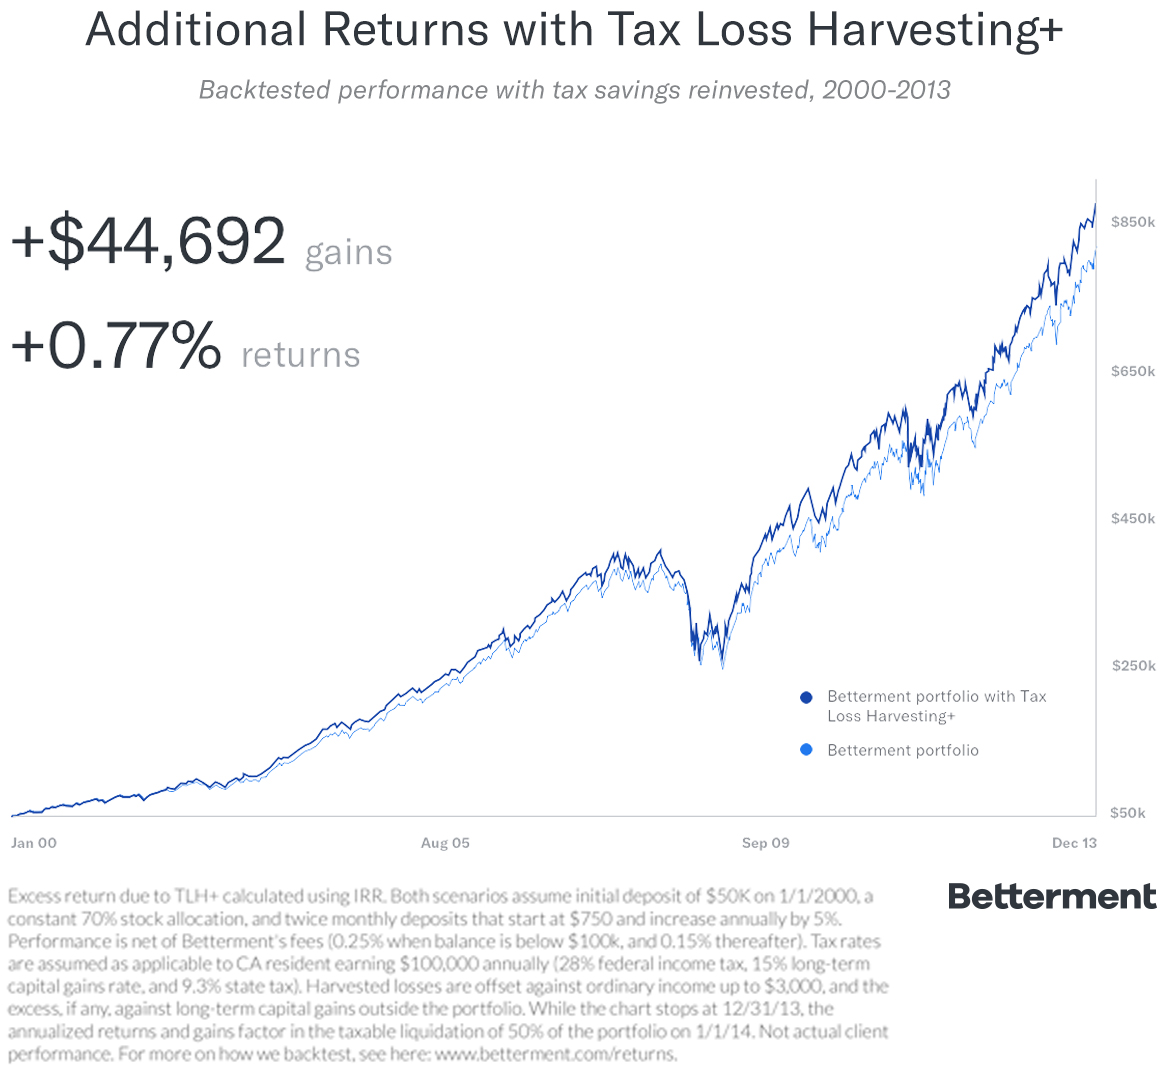 Additional Returns with Tax Loss Harvesting+
Backtested performance with tax savings reinvested, 2000-2013
+$44,692 gains
+0.77% returns
$850k
$650k
$450k
$250k
$50k
Betterment portfolio with Tax
Loss Harvesting+
Betterment portfolio
Jan 00 Aug 05 Sep 09 Dec 13
Excess return due to TLH+ calculated using IRR. Both scenarios assume initial deposit of $50K on 1/1/2000, a
constant 70% stock allocation, and twice monthly deposits that start at $750 and increase annually by 5%.
Performance is net of Betterment's fees (0.25% when balance is below $100k, and 0.15% thereafter). Tax rates
are assumed as applicable to CA resident earning $100,000 annually (28% federal income tax, 15% long-term
capital gains rate, and 9.3% state tax). Harvested losses are offset against ordinary income up to $3,000, and the
excess, if any, against long-term capital gains outside the portfolio. While the chart stops at 12/31/13, the
annualized returns and gains factor in the taxable liquidation of 50% of the portfolio on 1/1/14. Not actual client
performance. For more on how we backtest, see here: www.betterment.com/returns.
Betterment